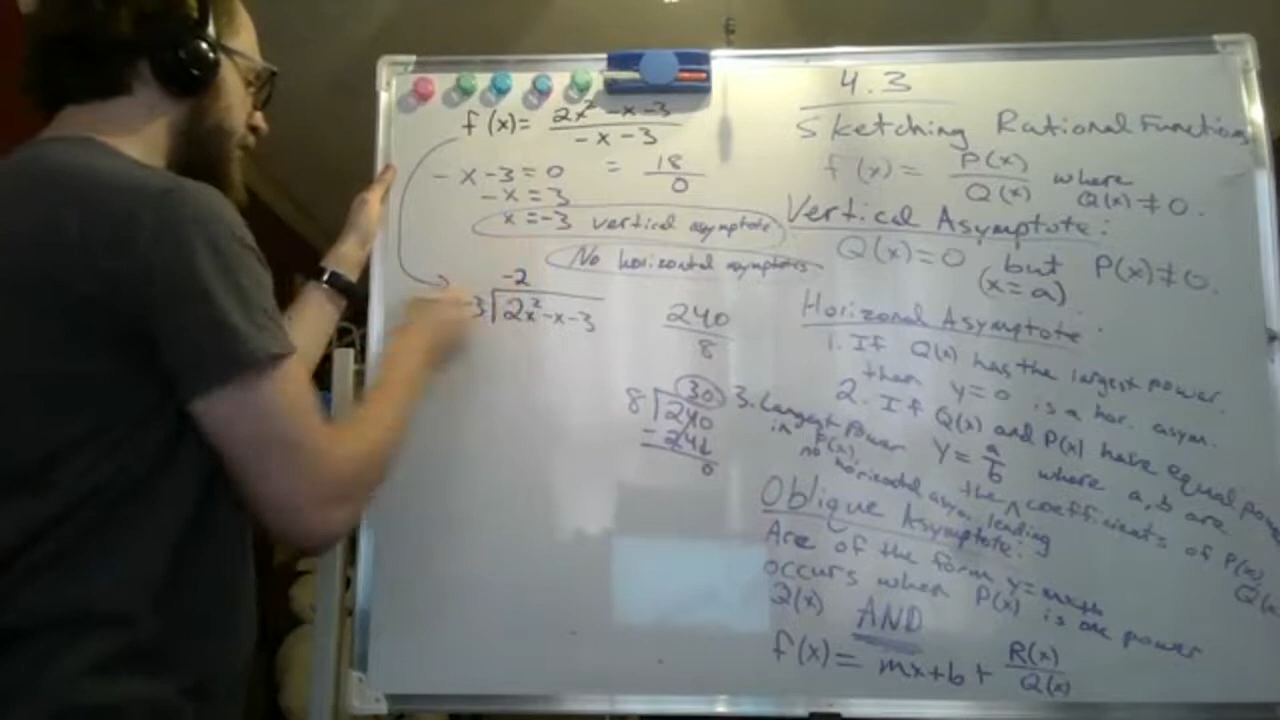 f(x) = 2x² -x -3
-x -3
-x -3 = 0
= 18
0
-x = 3
x = -3 vertical asymptote
No horizontal asymptotes
-2
3 2x² -x -3
240
8
30
8 240
0
4.3
Sketching Rational Functions
f(x) = P(x) where
Q(x) Q(x) ≠ 0.
Vertical Asymptote:
Q(x) = 0 but P(x) ≠ 0.
(x = a)
Horizonal Asymptote:
1. If Q(x) has the largest power.
then y = 0 is a hor. asym.
2. If Q(x) and P(x) have equal power
y = a where a, b are
b
the leading coefficients of P(x)
3. Largest power
in P(x)
no horizontal asym.
Oblique Asymptote:
Are of the form y = mx+b
occurs when P(x) is one power
Q(x) AND
f(x) = mx+b + R(x)
Q(x)